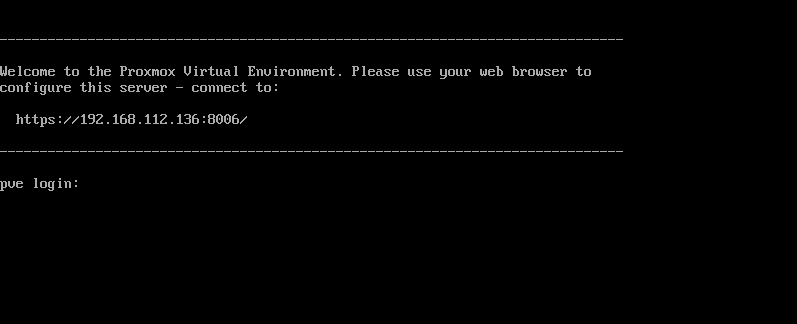 ------------------------------------------------------------------------------
Welcome to the Proxmox Virtual Environment. Please use your web browser to
configure this server - connect to:
https://192.168.112.136:8006/
------------------------------------------------------------------------------
pve login: